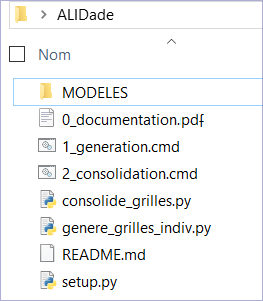 ALIDade
Nom
MODELES
0_documentation.pdf
1_generation.cmd
2_consolidation.cmd
consolide_grilles.py
genere_grilles_indiv.py
README.md
setup.py